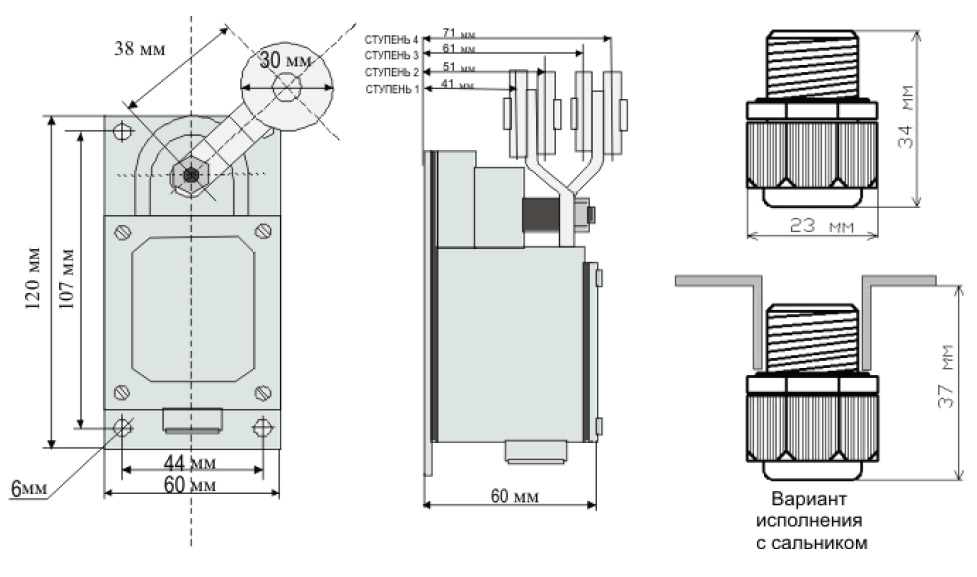 38 мм
30 мм
120 мм
107 мм
44 мм
60 мм
6мм
СТУПЕНЬ 4 71 мм
СТУПЕНЬ 3 61 мм
СТУПЕНЬ 2 51 мм
СТУПЕНЬ 1 41 мм
60 мм
34 мм
23 мм
37 мм
Вариант
исполнения
с сальником